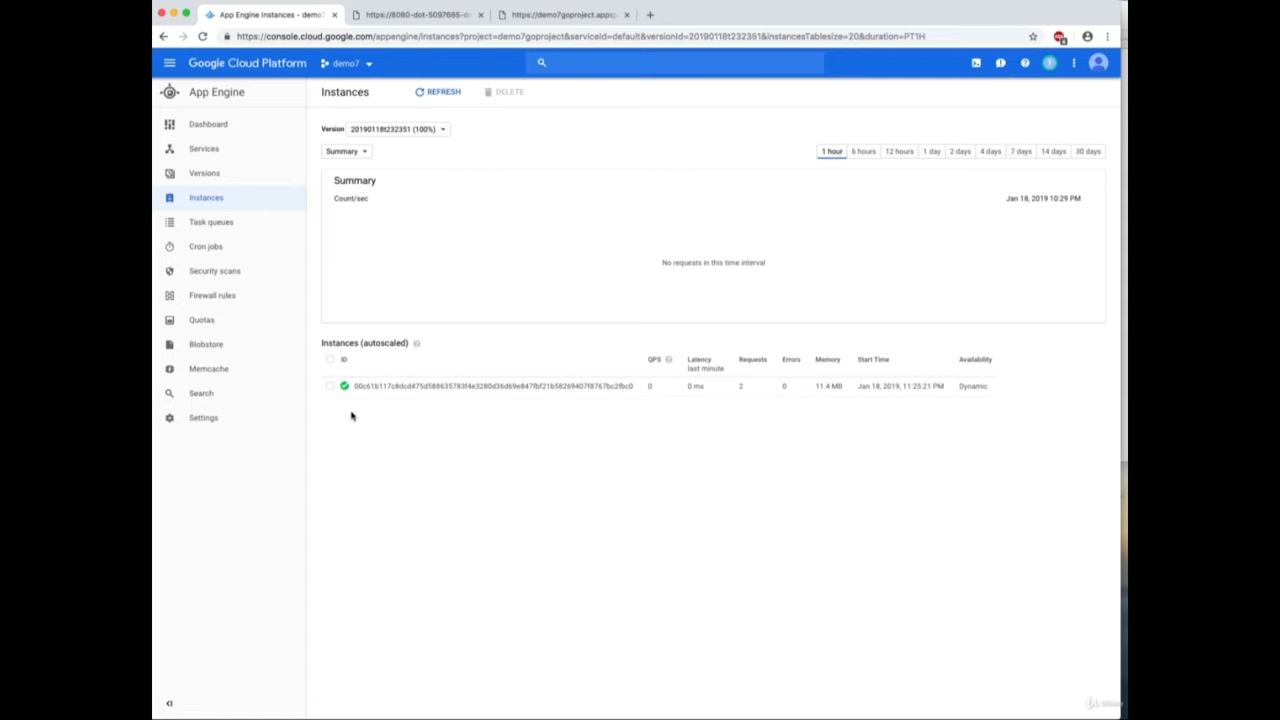 App Engine Instances - demo7
https://8080-dot-5097685-d
https://demo7goproject.apps
https://console.cloud.google.com/appengine/instances?project=demo7goproject&serviceId=default&versionId=20190118t232351&instancesTablesize=20&duration=PT1H
Google Cloud Platform
demo7
App Engine
Instances
REFRESH
DELETE
Dashboard
Services
Versions
Instances
Task queues
Cron jobs
Security scans
Firewall rules
Quotas
Blobstore
Memcache
Search
Settings
Version 20190118t232351 (100%)
Summary
1 hour 6 hours 12 hours 1 day 2 days 4 days 7 days 14 days 30 days
Summary
Count/sec
Jan 18, 2019 10:29 PM
No requests in this time interval
Instances (autoscaled)
ID QPS Latency last minute Requests Errors Memory Start Time Availability
00c61b117c8dcd475d588635783f4e3280d36d69e847fbf21b58269407f8767bc2fbc0 0 0 ms 2 0 11.4 MB Jan 18, 2019, 11:25:21 PM Dynamic